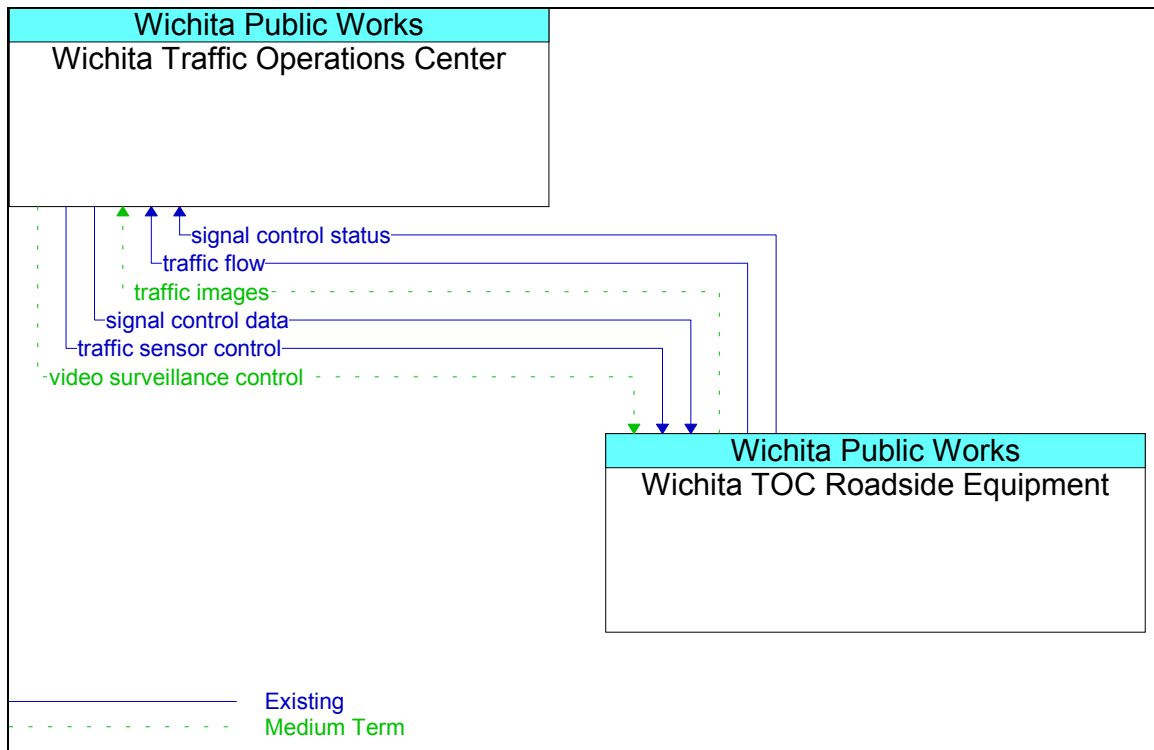 Wichita Public Works
Wichita Traffic Operations Center
signal control status
traffic flow
traffic images
signal control data
traffic sensor control
video surveillance control
Wichita Public Works
Wichita TOC Roadside Equipment
Existing
Medium Term